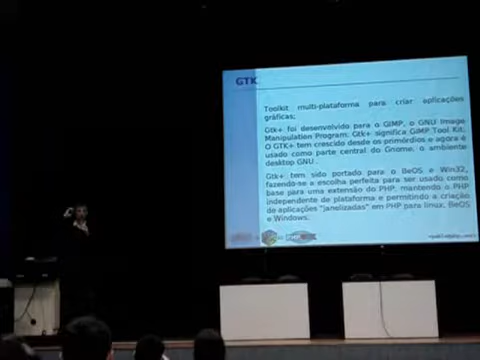 GTK
Toolkit multi-plataforma para criar aplicações
gráficas;
Gtk+ foi desenvolvido para o GIMP, o GNU Image
Manipulation Program; Gtk+ significa GIMP Tool Kit;
O GTK+ tem crescido desde os primórdios e agora é
usado como parte central do Gnome, o ambiente
desktop GNU.
Gtk+ tem sido portado para o BeOS e Win32,
fazendo-se a escolha perfeita para ser usado como
base para uma extensão do PHP, mantendo o PHP
independente de plataforma e permitindo a criação
de aplicações "janelizadas" em PHP para linux, BeOS
e Windows.